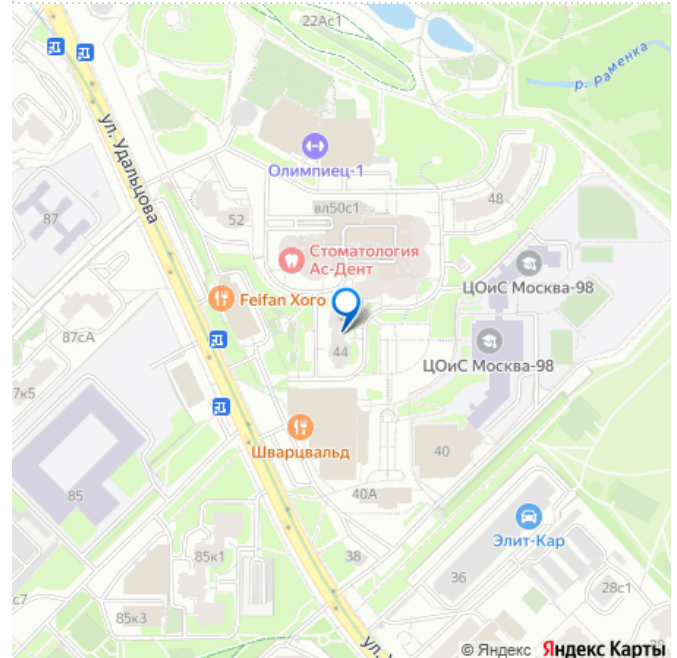 22Ас1
р. Раменка
ул. Удальцова
Олимпиец-1
87
52
вл50с1
48
Стоматология
Ас-Дент
ЦОиС Москва-98
Feifan Хого
87сА
44
ЦОиС Москва-98
7к5
Шварцвальд
40
85
40А
Элит-Кар
85к1
38
36
28с1
с7
85к3
ул. У
© Яндекс Яндекс Карты